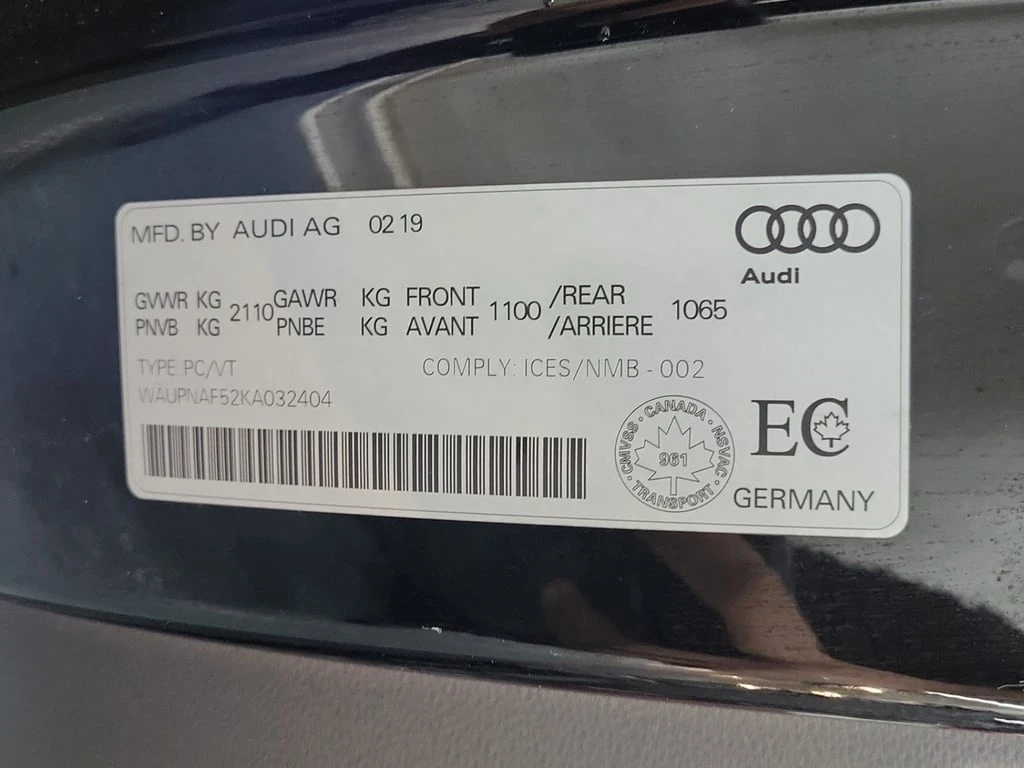 MFD. BY AUDI AG 02 19
Audi
GVWR KG 2110 GAWR KG FRONT 1100 /REAR 1065
PNVB KG PNBE KG AVANT /ARRIERE
TYPE PC/VT COMPLY: ICES/NMB - 002
WAUPNAF52KA032404
· CANADA · NSVAC · TRANSPORT · CMVSS
961
EC
GERMANY